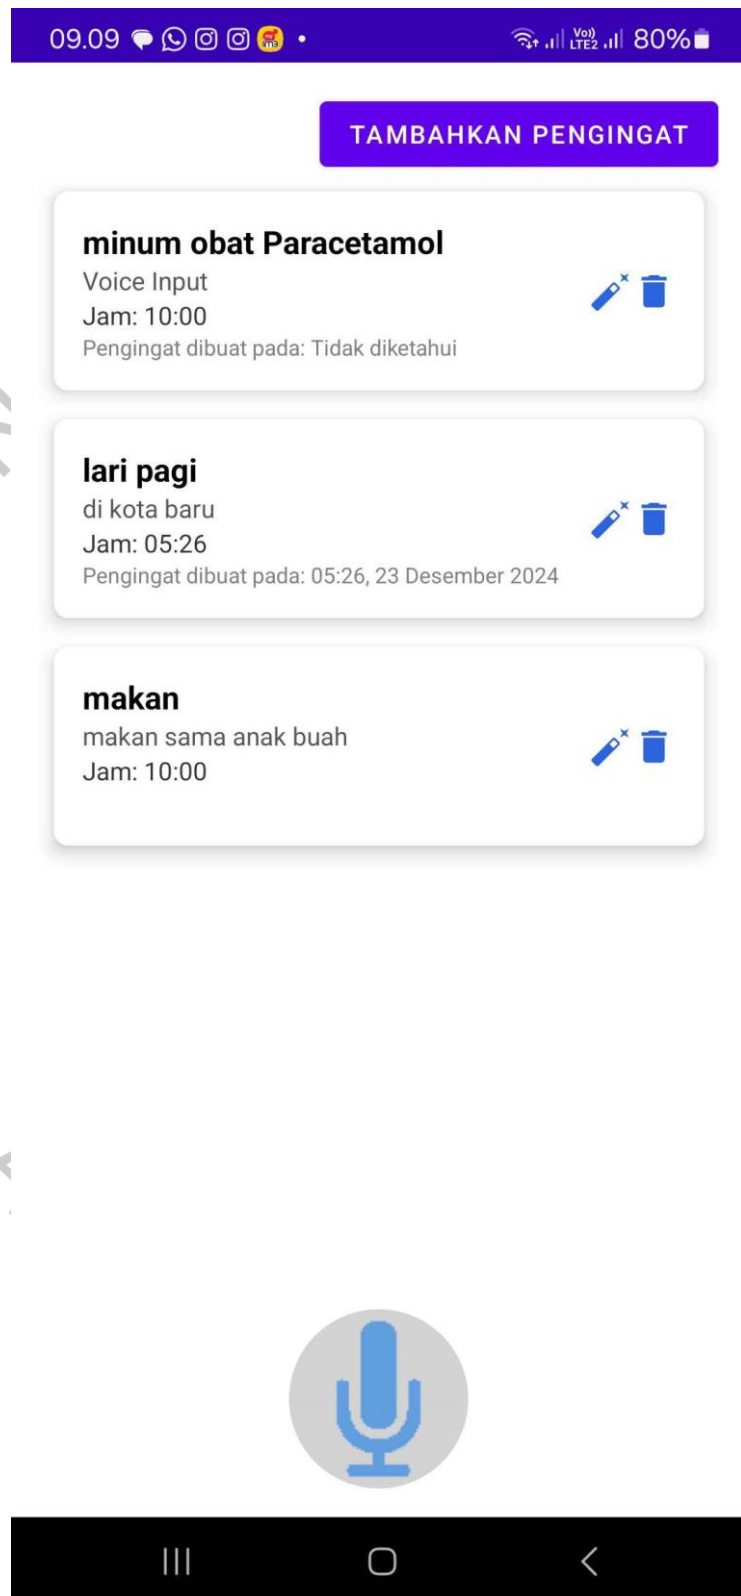 09.09 Vo)) LTE2 80%
TAMBAHKAN PENGINGAT
minum obat Paracetamol
Voice Input
Jam: 10:00
Pengingat dibuat pada: Tidak diketahui
lari pagi
di kota baru
Jam: 05:26
Pengingat dibuat pada: 05:26, 23 Desember 2024
makan
makan sama anak buah
Jam: 10:00